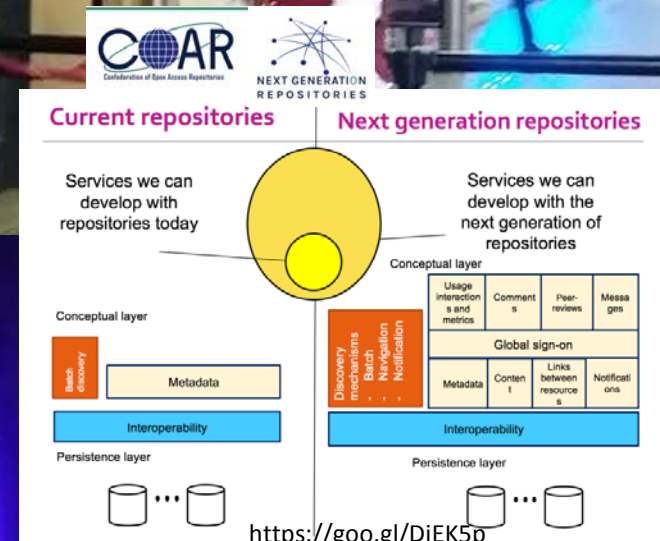 COAR
Confederation of Open Access Repositories
NEXT GENERATION
REPOSITORIES
Current repositories
Next generation repositories
Services we can
develop with
repositories today
Services we can
develop with the
next generation of
repositories
Conceptual layer
Usage
interaction
s and
metrics
Comment
s
Peer-
reviews
Messa
ges
Global sign-on
Discovery
mechanisms
- Batch
- Navigation
- Notification
Metadata
Conten
t
Links
between
resource
s
Notificati
ons
Interoperability
Persistence layer
Conceptual layer
Batch
discovery
Metadata
Interoperability
Persistence layer
https://goo.gl/DjEK5p